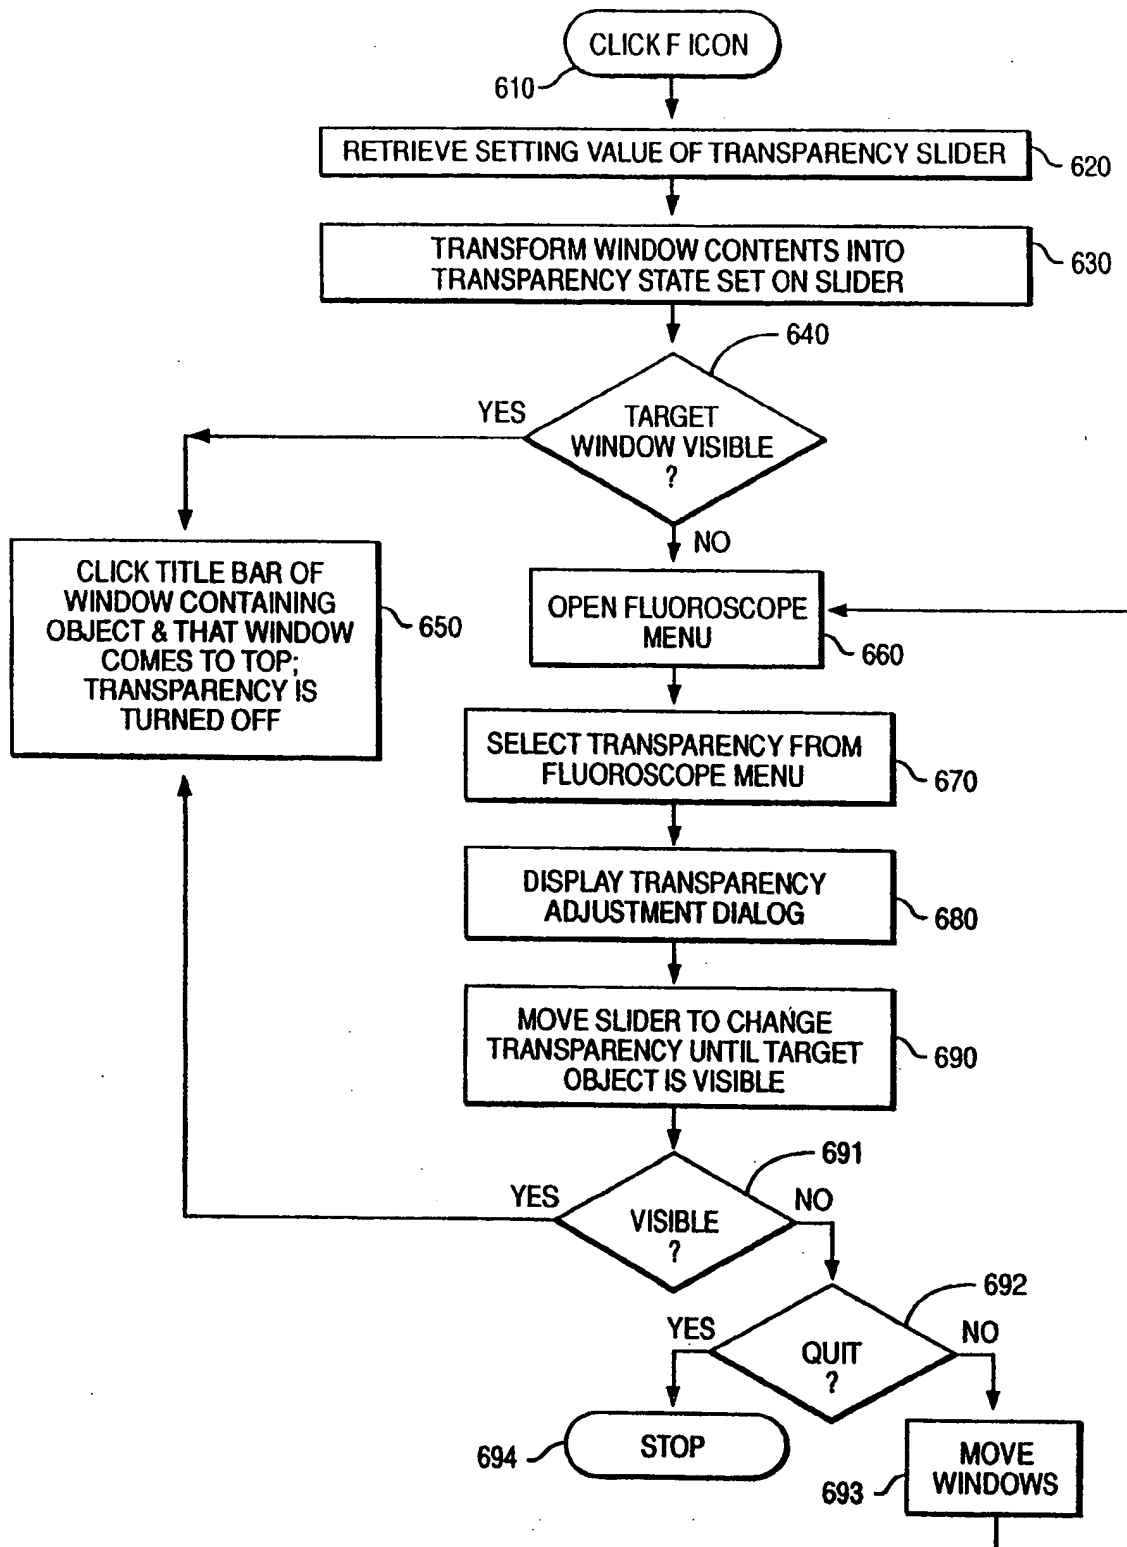 CLICK F ICON
610
RETRIEVE SETTING VALUE OF TRANSPARENCY SLIDER
620
TRANSFORM WINDOW CONTENTS INTO
TRANSPARENCY STATE SET ON SLIDER
630
640
YES
TARGET
WINDOW VISIBLE
?
NO
CLICK TITLE BAR OF
WINDOW CONTAINING
OBJECT & THAT WINDOW
COMES TO TOP;
TRANSPARENCY IS
TURNED OFF
650
OPEN FLUOROSCOPE
MENU
660
SELECT TRANSPARENCY FROM
FLUOROSCOPE MENU
670
DISPLAY TRANSPARENCY
ADJUSTMENT DIALOG
680
MOVE SLIDER TO CHANGE
TRANSPARENCY UNTIL TARGET
OBJECT IS VISIBLE
690
691
YES
NO
VISIBLE
?
692
YES
NO
QUIT
?
STOP
694
MOVE
WINDOWS
693